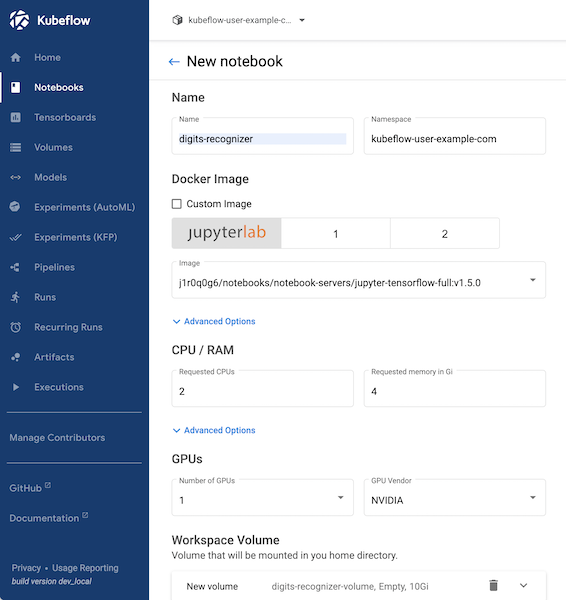 Kubeflow
Home
Notebooks
Tensorboards
Volumes
Models
Experiments (AutoML)
Experiments (KFP)
Pipelines
Runs
Recurring Runs
Artifacts
Executions
Manage Contributors
GitHub
Documentation
Privacy • Usage Reporting
build version dev_local
kubeflow-user-example-c...
New notebook
Name
Name
digits-recognizer
Namespace
kubeflow-user-example-com
Docker Image
Custom Image
jupyterlab
1
2
Image
j1r0q0g6/notebooks/notebook-servers/jupyter-tensorflow-full:v1.5.0
Advanced Options
CPU / RAM
Requested CPUs
2
Requested memory in Gi
4
Advanced Options
GPUs
Number of GPUs
1
GPU Vendor
NVIDIA
Workspace Volume
Volume that will be mounted in you home directory.
New volume digits-recognizer-volume, Empty, 10Gi